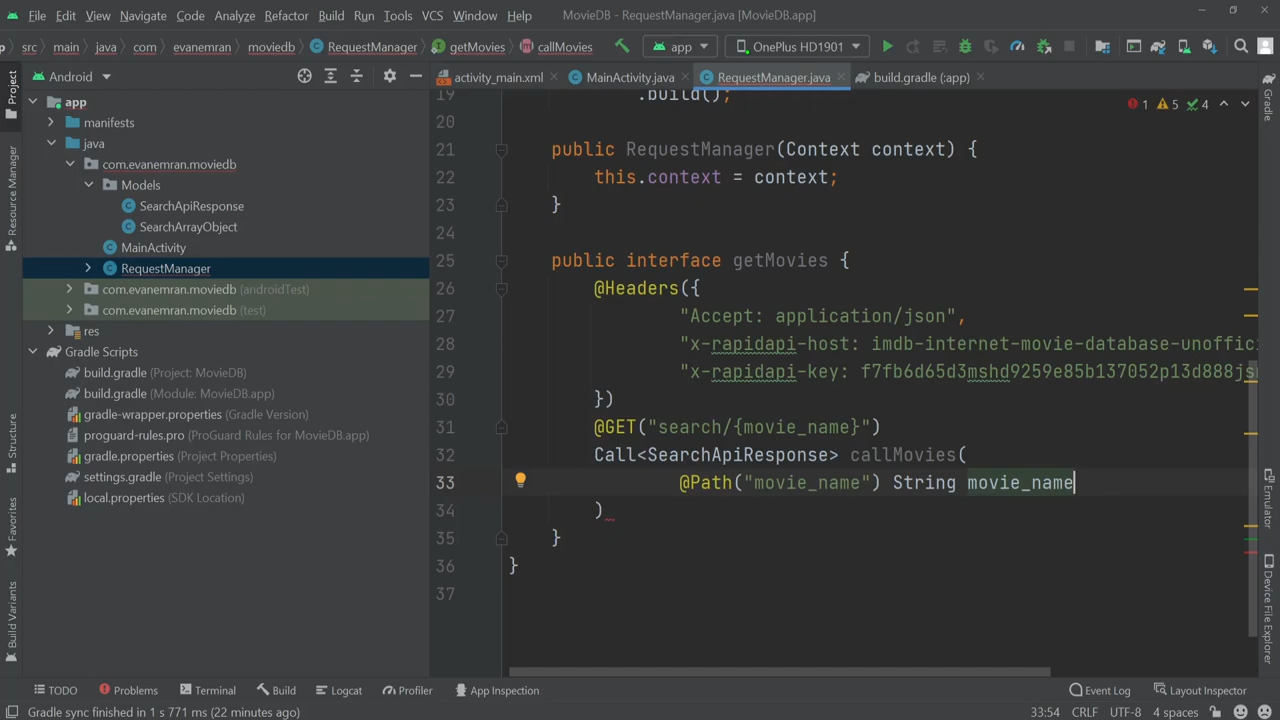 File Edit View Navigate Code Analyze Refactor Build Run Tools VCS Window Help MovieDB - RequestManager.java [MovieDB.app]
src main java com evanemran moviedb RequestManager getMovies callMovies app OnePlus HD1901
Android
activity_main.xml MainActivity.java RequestManager.java build.gradle (:app)
app
manifests
java
com.evanemran.moviedb
Models
SearchApiResponse
SearchArrayObject
MainActivity
RequestManager
com.evanemran.moviedb (androidTest)
com.evanemran.moviedb (test)
res
Gradle Scripts
build.gradle (Project: MovieDB)
build.gradle (Module: MovieDB.app)
gradle-wrapper.properties (Gradle Version)
proguard-rules.pro (ProGuard Rules for MovieDB.app)
gradle.properties (Project Properties)
settings.gradle (Project Settings)
local.properties (SDK Location)
Project
Resource Manager
Structure
Favorites
Build Variants
1 5 4
19 .build();
20
21 public RequestManager(Context context) {
22 this.context = context;
23 }
24
25 public interface getMovies {
26 @Headers({
27 "Accept: application/json",
28 "x-rapidapi-host: imdb-internet-movie-database-unoffic
29 "x-rapidapi-key: f7fb6d65d3mshd9259e85b137052p13d888js
30 })
31 @GET("search/{movie_name}")
32 Call<SearchApiResponse> callMovies(
33 @Path("movie_name") String movie_name
34 )
35 }
36 }
37
Gradle
Emulator
Device File Explorer
TODO Problems Terminal Build Logcat Profiler App Inspection Event Log Layout Inspector
Gradle sync finished in 1 s 771 ms (22 minutes ago) 33:54 CRLF UTF-8 4 spaces